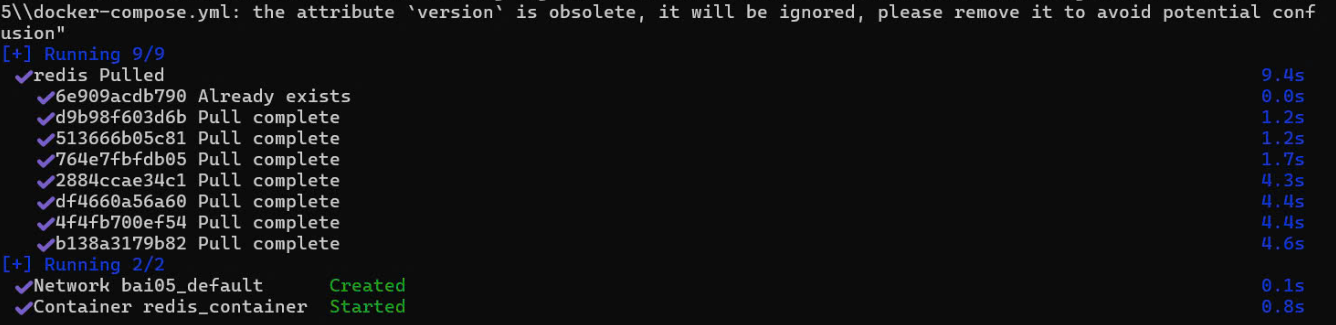 5\\docker-compose.yml: the attribute `version` is obsolete, it will be ignored, please remove it to avoid potential conf
usion"
[+] Running 9/9
✔redis Pulled 9.4s
✔6e909acdb790 Already exists 0.0s
✔d9b98f603d6b Pull complete 1.2s
✔513666b05c81 Pull complete 1.2s
✔764e7fbfdb05 Pull complete 1.7s
✔2884ccae34c1 Pull complete 4.3s
✔df4660a56a60 Pull complete 4.4s
✔4f4fb700ef54 Pull complete 4.4s
✔b138a3179b82 Pull complete 4.6s
[+] Running 2/2
✔Network bai05_default Created 0.1s
✔Container redis_container Started 0.8s